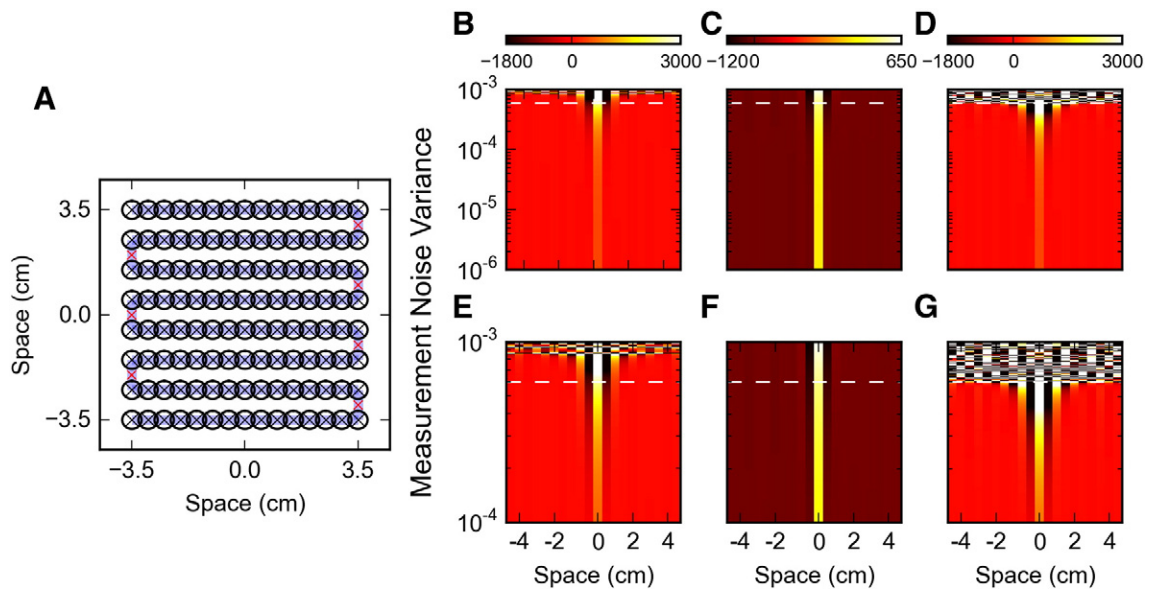 B
C
D
−1800 0 3000
−1200 650
−1800 0 3000
A
3.5
0.0
−3.5
−3.5 0.0 3.5
Space (cm)
Space (cm)
Measurement Noise Variance
10⁻³
10⁻⁴
10⁻⁵
10⁻⁶
E
F
G
10⁻³
10⁻⁴
-4 -2 0 2 4
-4 -2 0 2 4
-4 -2 0 2 4
Space (cm)
Space (cm)
Space (cm)